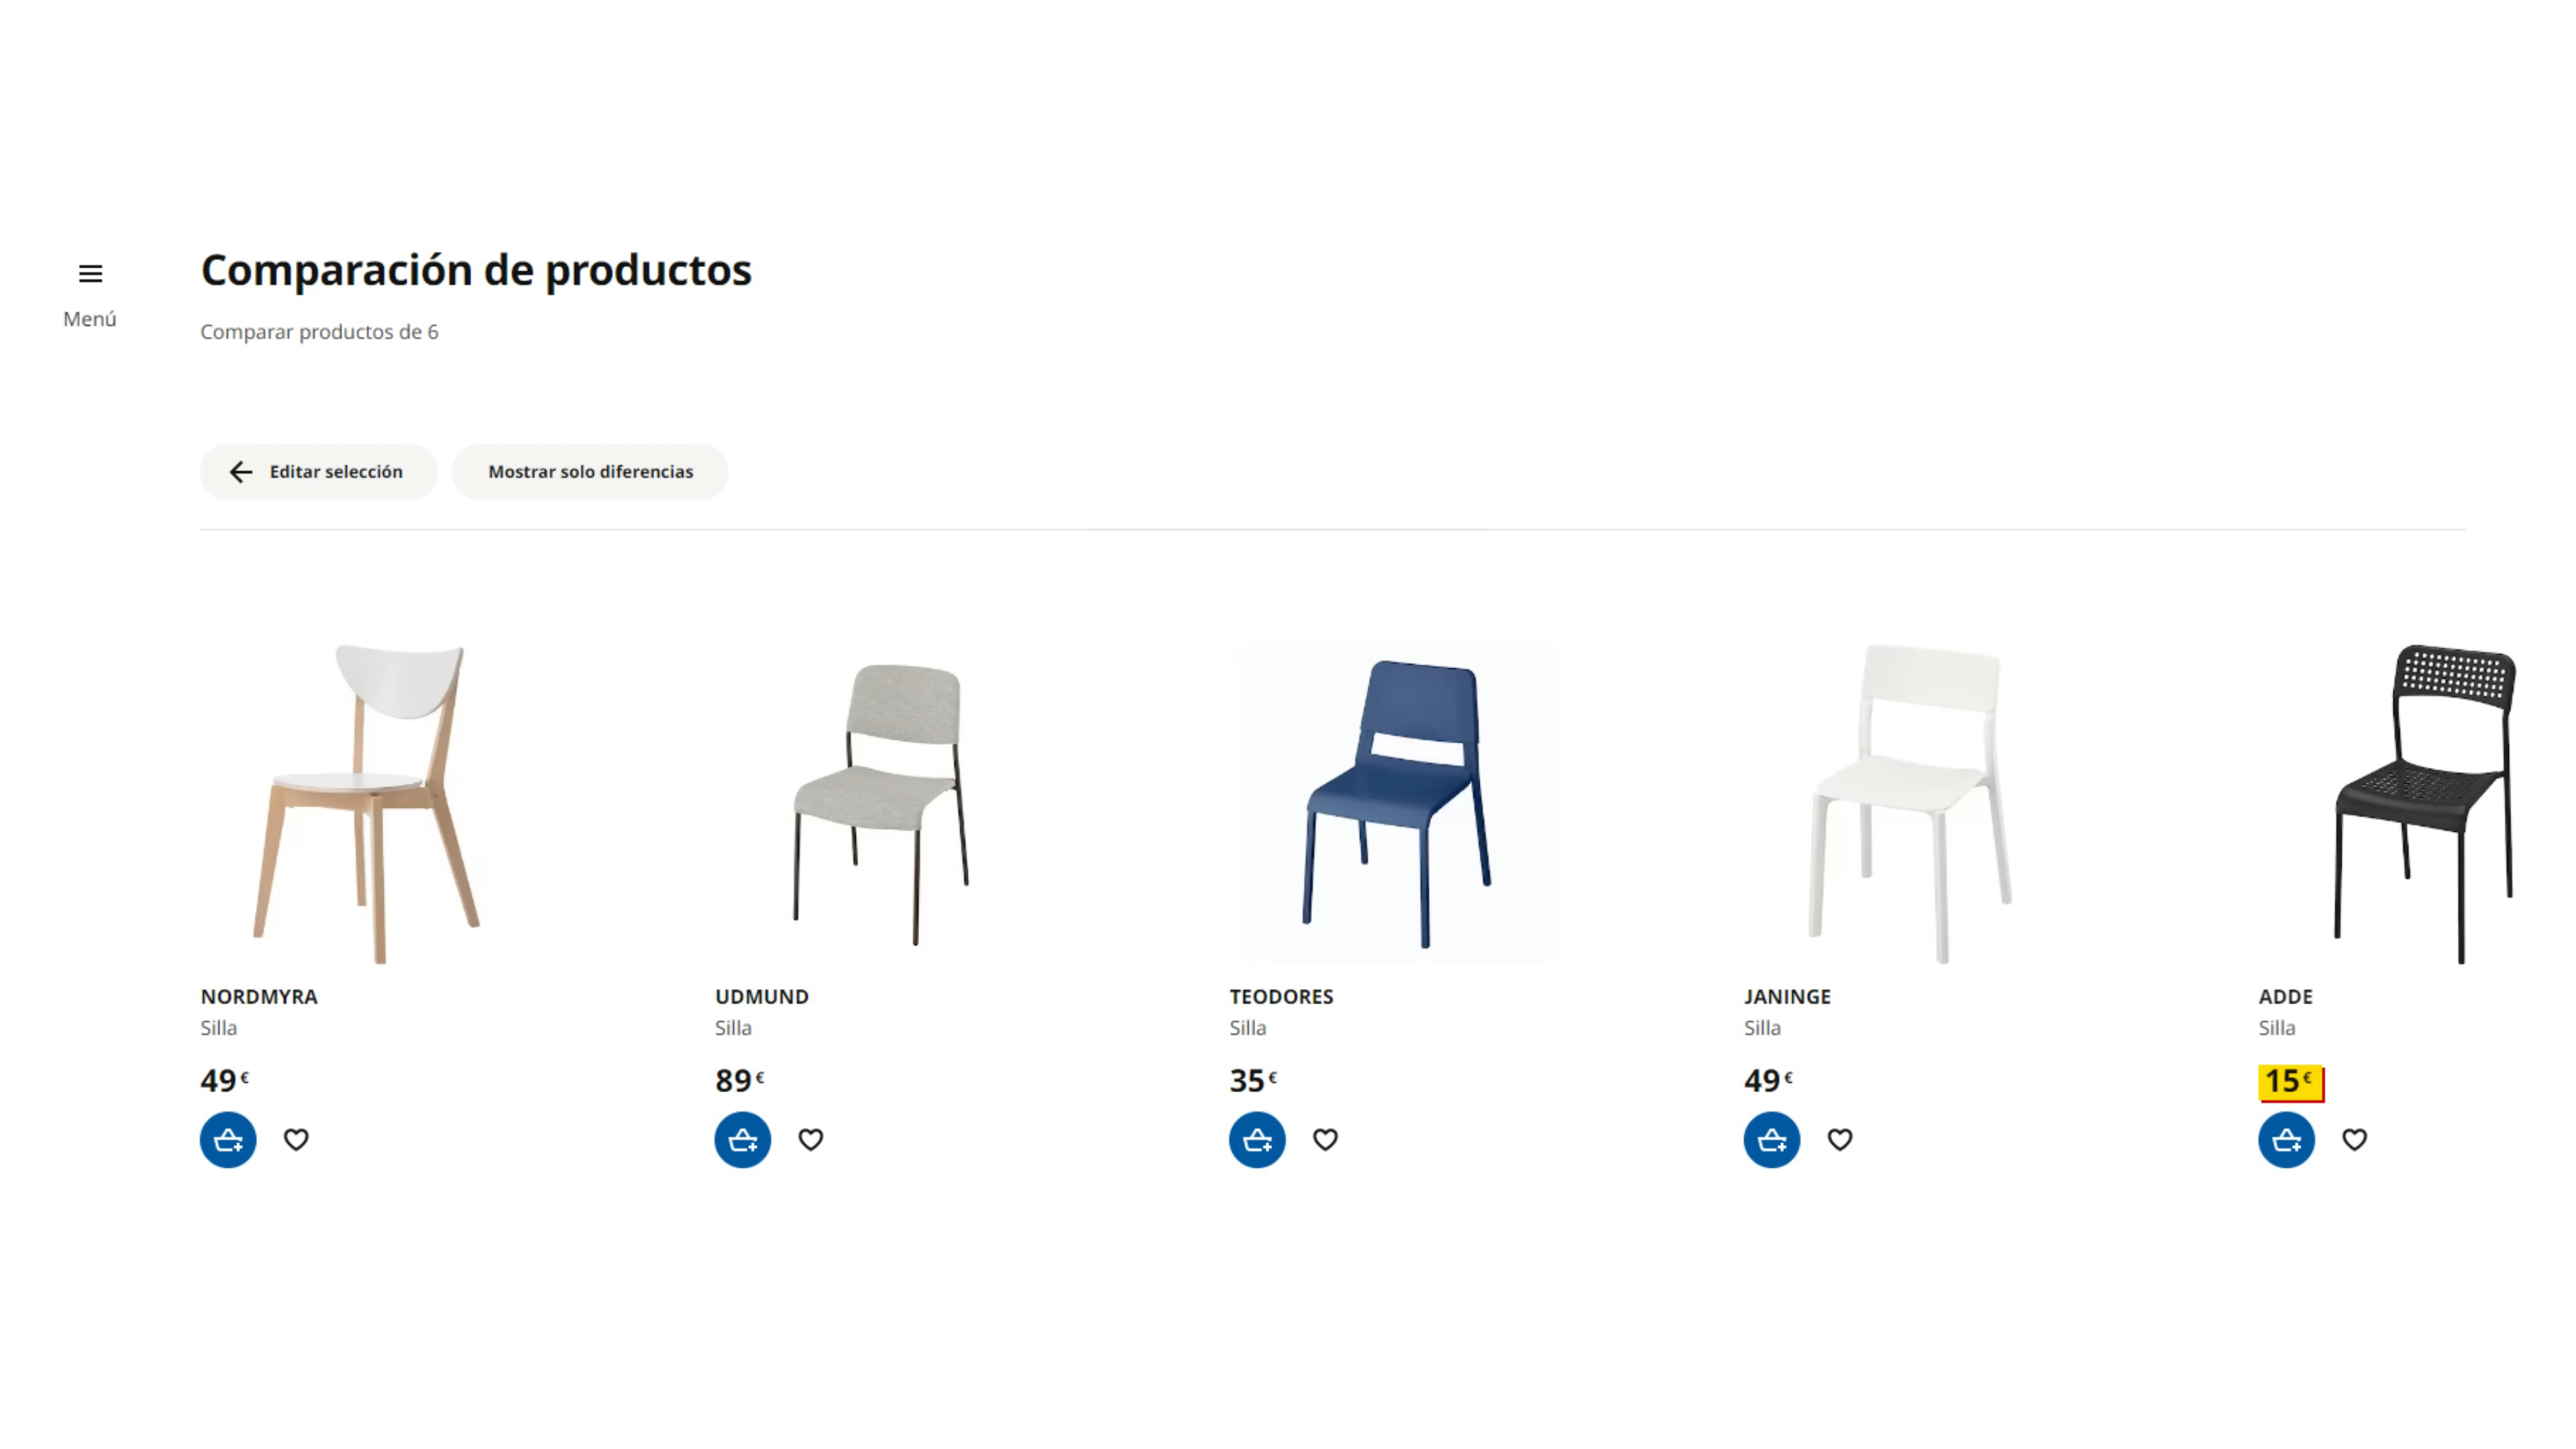 Comparación de productos
Menú
Comparar productos de 6
Editar selección
Mostrar solo diferencias
NORDMYRA
Silla
49€
UDMUND
Silla
89€
TEODORES
Silla
35€
JANINGE
Silla
49€
ADDE
Silla
15€